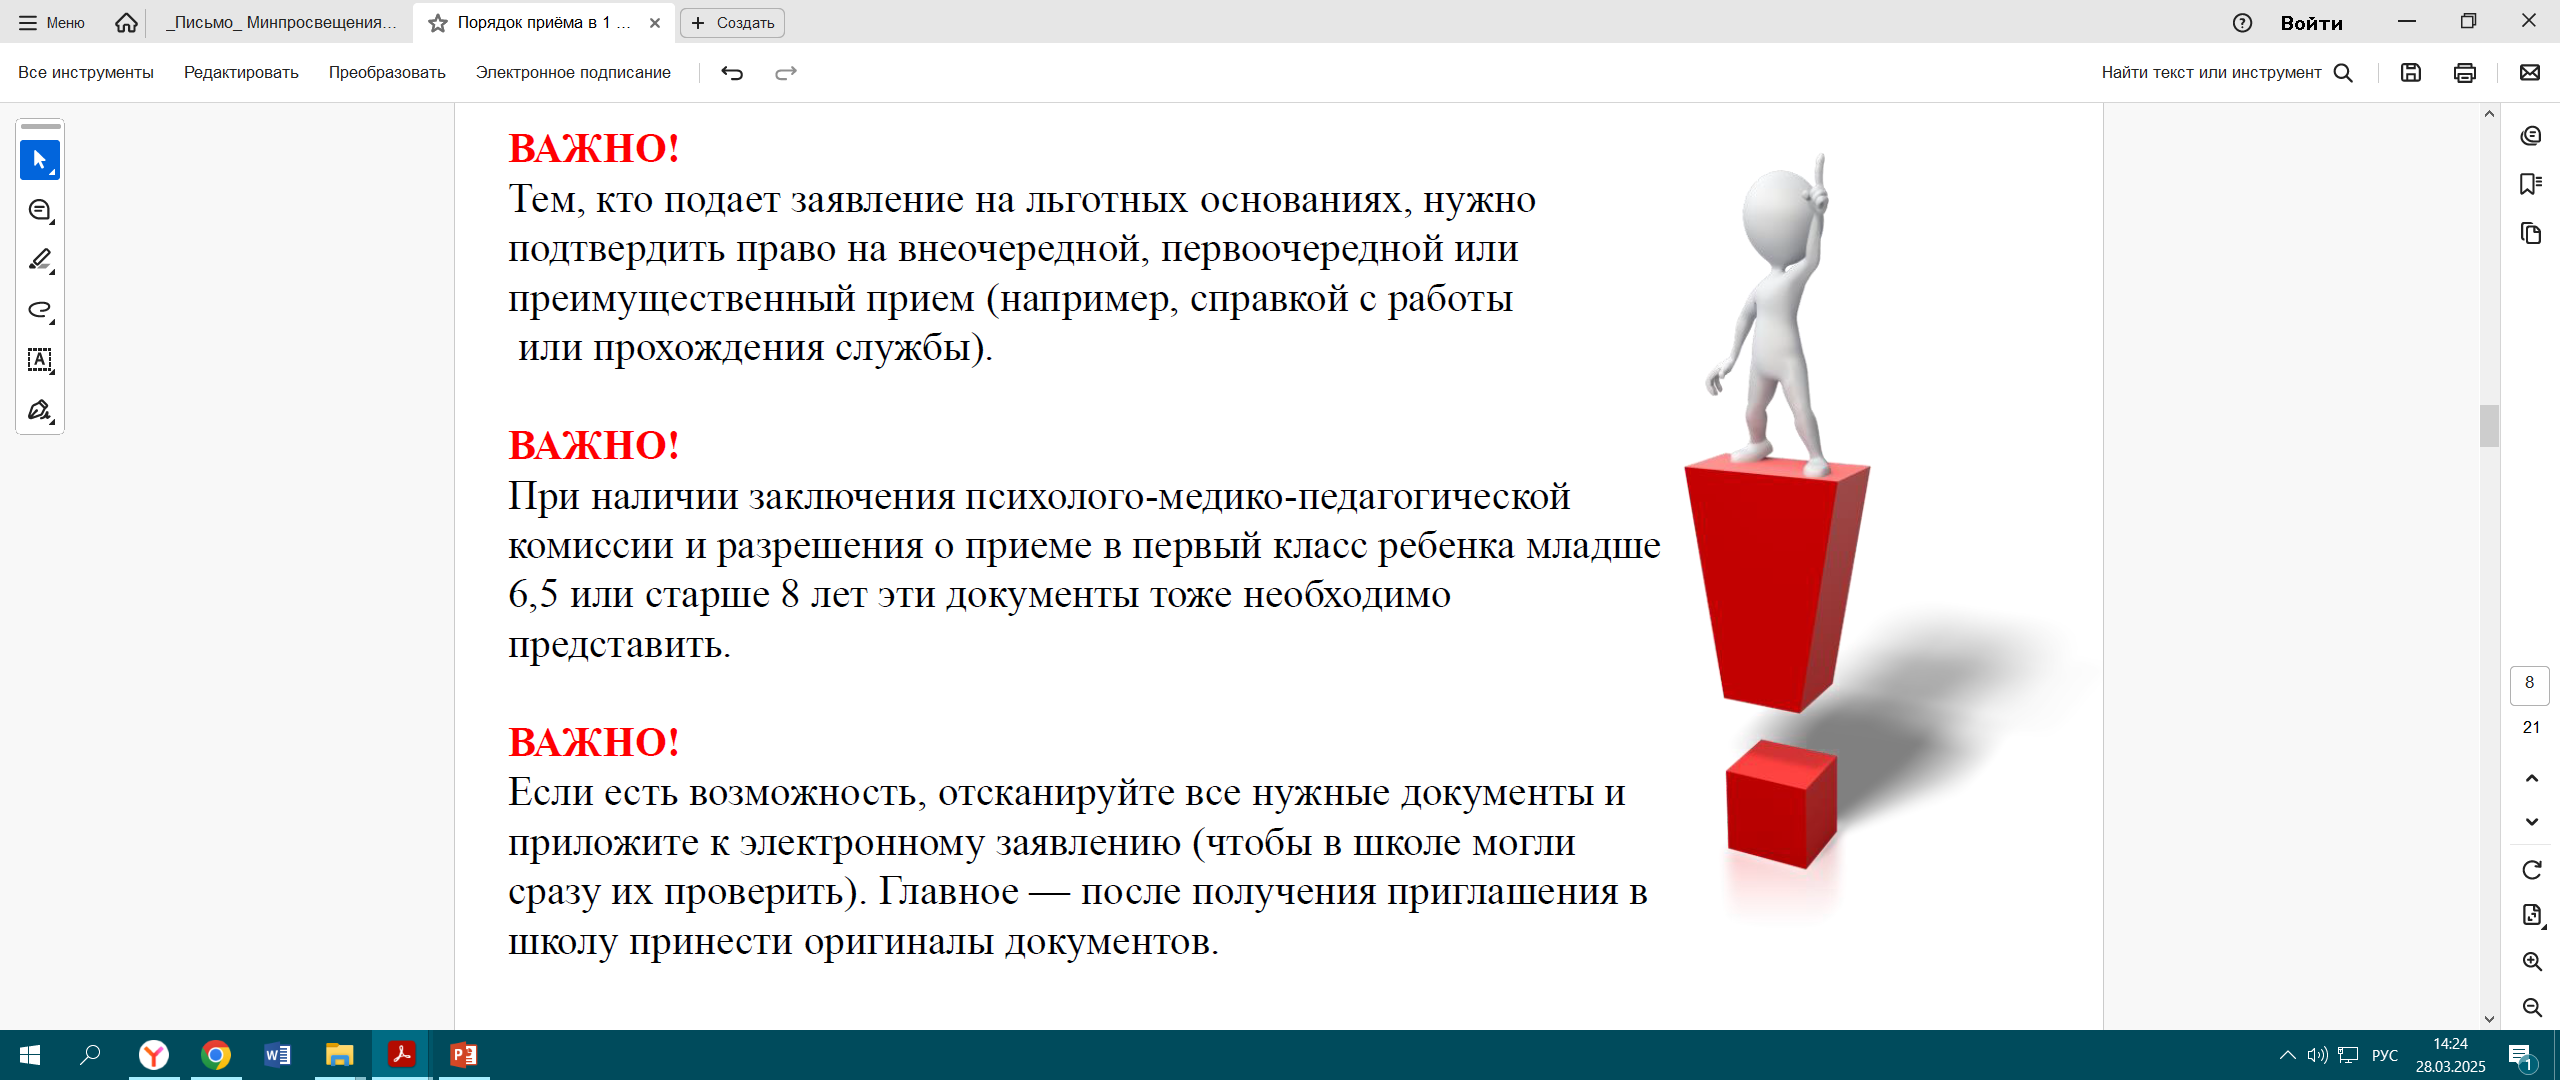 Меню
_Письмо_ Минпросвещения...
Порядок приёма в 1 ...
Создать
Войти
Все инструменты
Редактировать
Преобразовать
Электронное подписание
Найти текст или инструмент
ВАЖНО!
Тем, кто подает заявление на льготных основаниях, нужно
подтвердить право на внеочередной, первоочередной или
преимущественный прием (например, справкой с работы
или прохождения службы).
ВАЖНО!
При наличии заключения психолого-медико-педагогической
комиссии и разрешения о приеме в первый класс ребенка младше
6,5 или старше 8 лет эти документы тоже необходимо
представить.
ВАЖНО!
Если есть возможность, отсканируйте все нужные документы и
приложите к электронному заявлению (чтобы в школе могли
сразу их проверить). Главное — после получения приглашения в
школу принести оригиналы документов.
8
21
РУС
14:24
28.03.2025
1